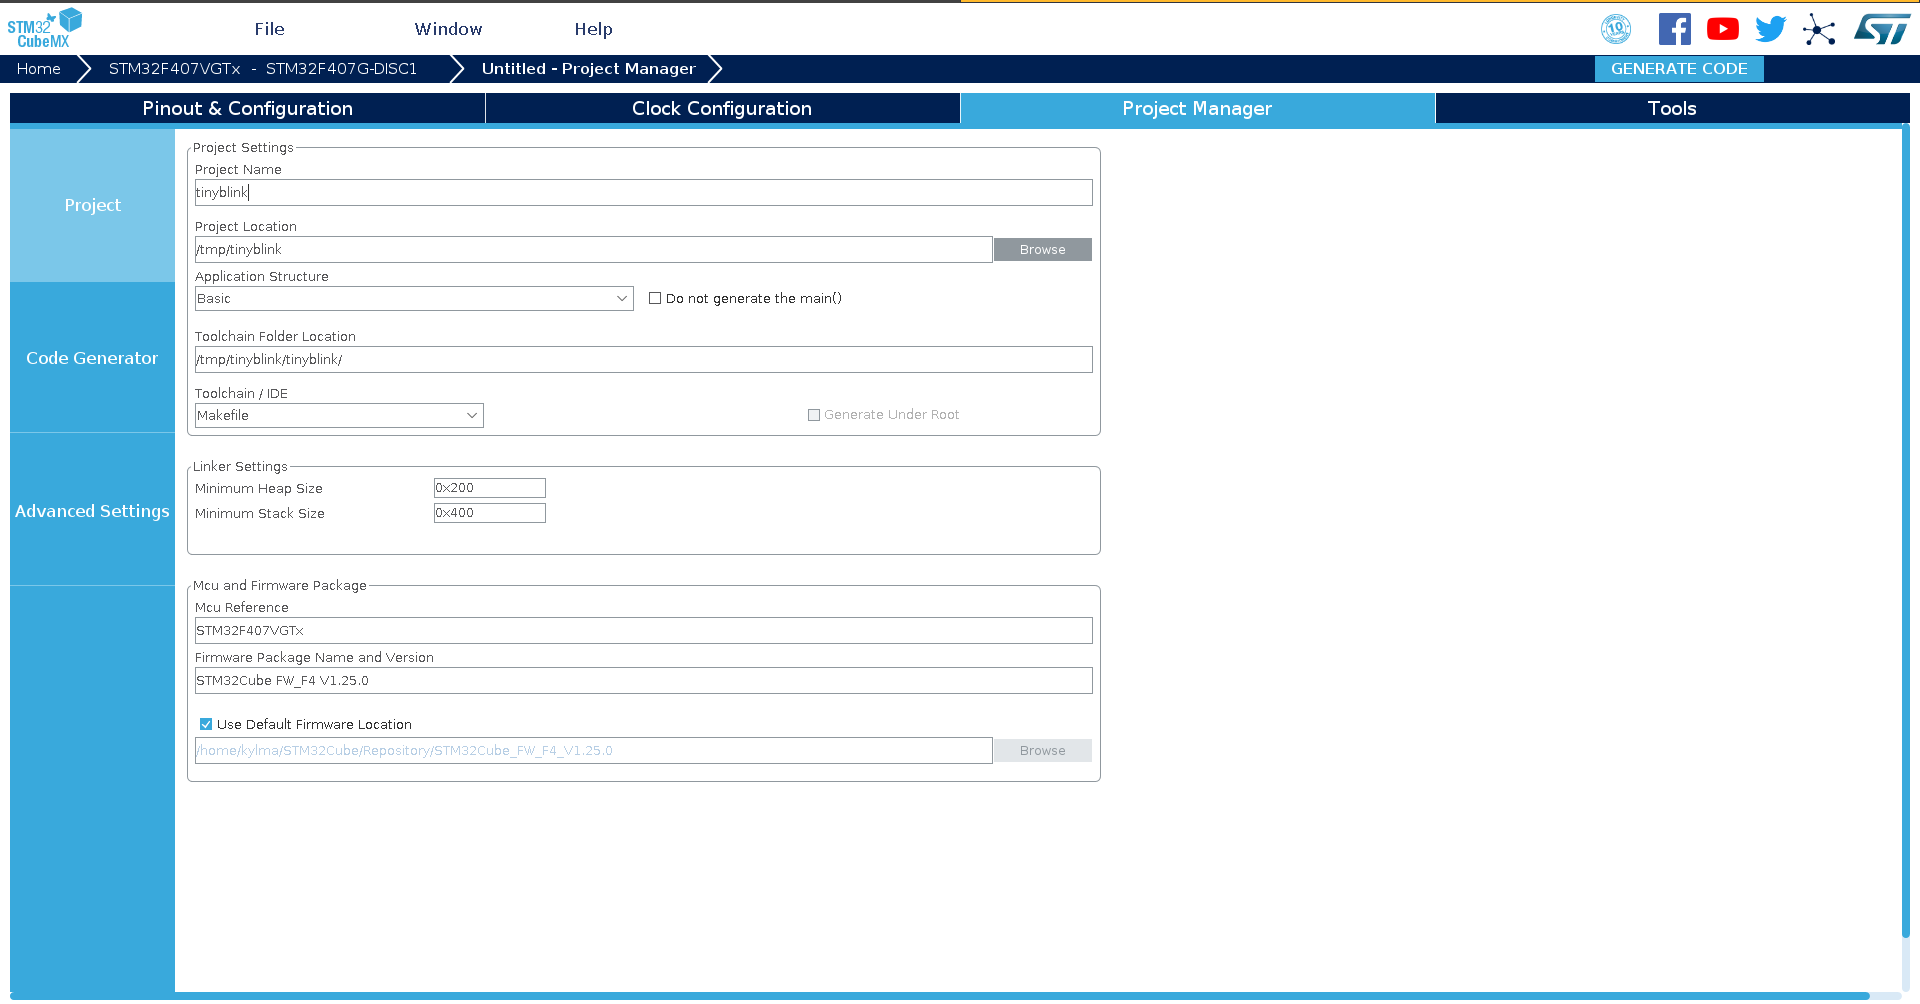 STM32
CubeMX
File
Window
Help
10
Home
STM32F407VGTx - STM32F407G-DISC1
Untitled - Project Manager
GENERATE CODE
Pinout & Configuration
Clock Configuration
Project Manager
Tools
Project
Code Generator
Advanced Settings
Project Settings
Project Name
tinyblink
Project Location
/tmp/tinyblink
Browse
Application Structure
Basic
Do not generate the main()
Toolchain Folder Location
/tmp/tinyblink/tinyblink/
Toolchain / IDE
Makefile
Generate Under Root
Linker Settings
Minimum Heap Size
0x200
Minimum Stack Size
0x400
Mcu and Firmware Package
Mcu Reference
STM32F407VGTx
Firmware Package Name and Version
STM32Cube FW_F4 V1.25.0
Use Default Firmware Location
/home/kylma/STM32Cube/Repository/STM32Cube_FW_F4_V1.25.0
Browse